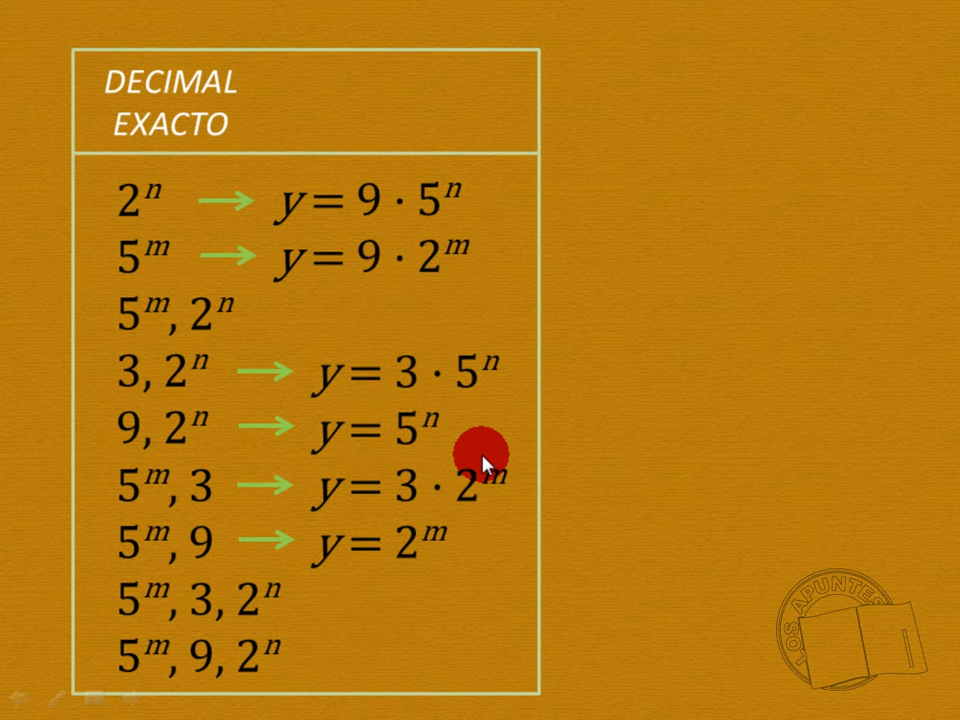 DECIMAL
EXACTO
2ⁿ → y = 9 · 5ⁿ
5ᵐ → y = 9 · 2ᵐ
5ᵐ, 2ⁿ
3, 2ⁿ → y = 3 · 5ⁿ
9, 2ⁿ → y = 5ⁿ
5ᵐ, 3 → y = 3 · 2ᵐ
5ᵐ, 9 → y = 2ᵐ
5ᵐ, 3, 2ⁿ
5ᵐ, 9, 2ⁿ
LOS APUNTES